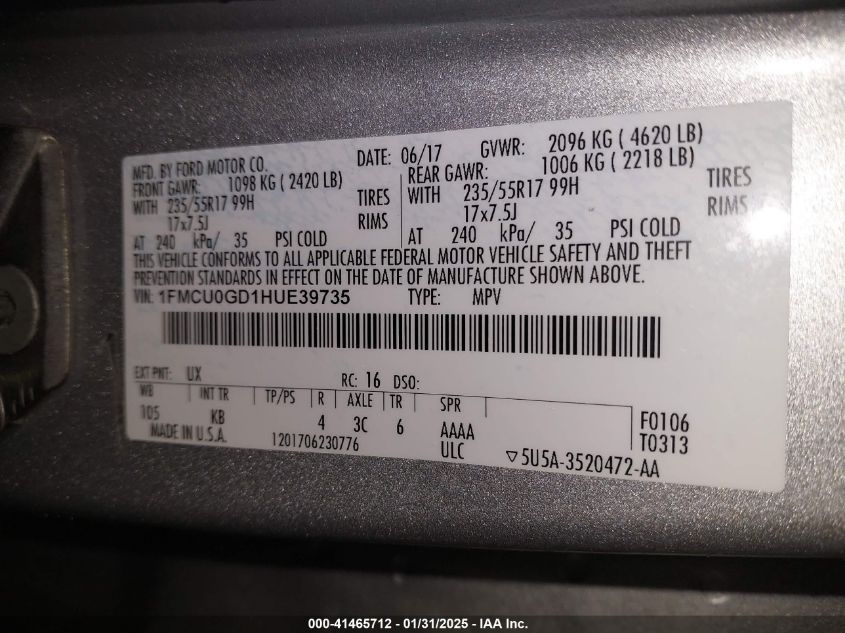 MFD. BY FORD MOTOR CO.
DATE: 06/17 GVWR: 2096 KG ( 4620 LB)
FRONT GAWR: 1098 KG ( 2420 LB)
REAR GAWR: 1006 KG ( 2218 LB)
WITH 235/55R17 99H TIRES
WITH 235/55R17 99H TIRES
17x7.5J RIMS
17x7.5J RIMS
AT 240 kPa/ 35 PSI COLD
AT 240 kPa/ 35 PSI COLD
THIS VEHICLE CONFORMS TO ALL APPLICABLE FEDERAL MOTOR VEHICLE SAFETY AND THEFT
PREVENTION STANDARDS IN EFFECT ON THE DATE OF MANUFACTURE SHOWN ABOVE.
VIN: 1FMCU0GD1HUE39735 TYPE: MPV
EXT PNT: UX RC: 16 DSO:
WB INT TR TP/PS R AXLE TR SPR
105 KB 4 3C 6 AAAA F0106
MADE IN U.S.A. 1201706230776 ULC T0313
▽5U5A-3520472-AA
000-41465712 - 01/31/2025 - IAA Inc.